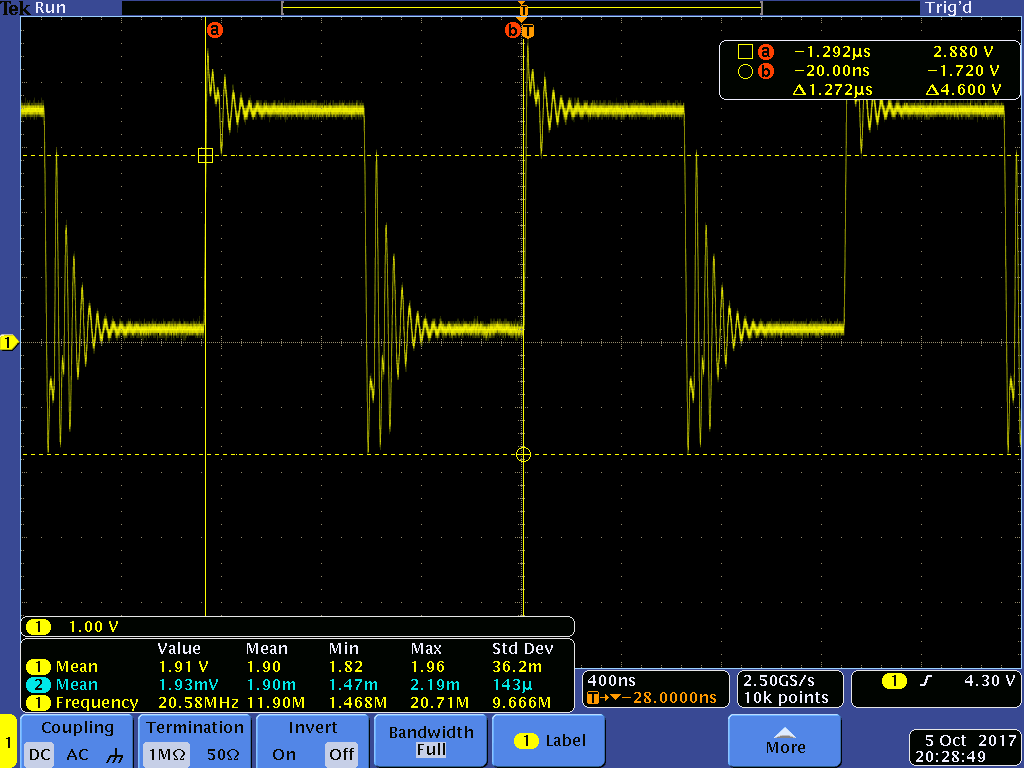 Tek Run Trig'd
a b T
a −1.292µs 2.880 V
b −20.00ns −1.720 V
Δ1.272µs Δ4.600 V
1
1 1.00 V
Value Mean Min Max Std Dev
1 Mean 1.91 V 1.90 1.82 1.96 36.2m
2 Mean 1.93mV 1.90m 1.47m 2.19m 143µ
1 Frequency 20.58MHz 11.90M 1.468M 20.71M 9.666M
400ns
T→▼−28.0000ns
2.50GS/s
10k points
1 4.30 V
1
Coupling
DC AC
Termination
1MΩ 50Ω
Invert
On Off
Bandwidth
Full
1 Label
More
5 Oct 2017
20:28:49